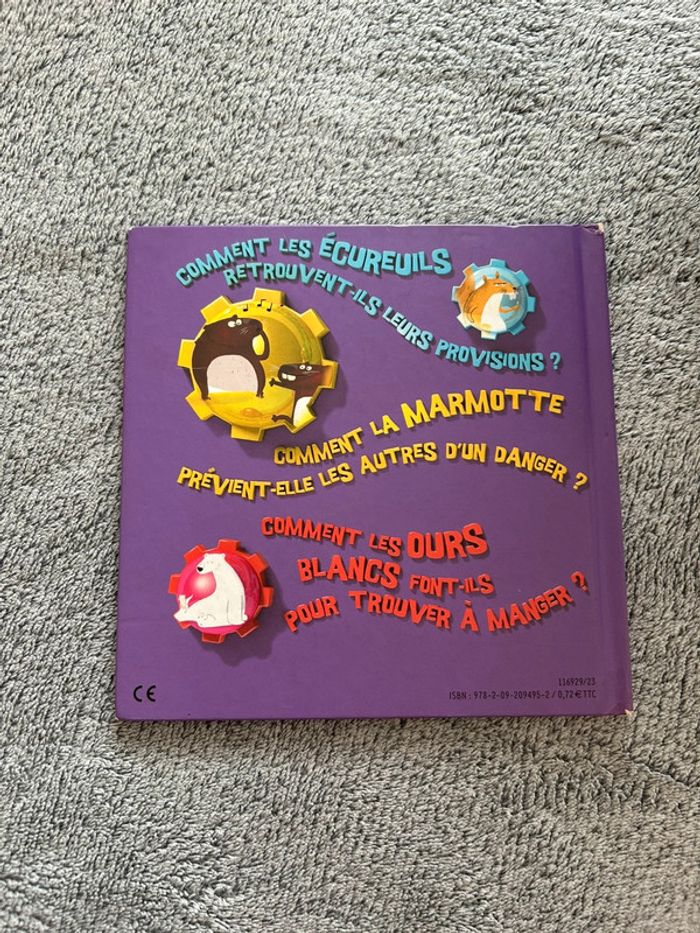 COMMENT LES ÉCUREUILS
RETROUVENT-ILS LEURS PROVISIONS ?
COMMENT LA MARMOTTE
PRÉVIENT-ELLE LES AUTRES D'UN DANGER ?
COMMENT LES OURS
BLANCS FONT-ILS
POUR TROUVER À MANGER ?
116929/23
CE
ISBN : 978-2-09-209495-2 / 0,72 € TTC